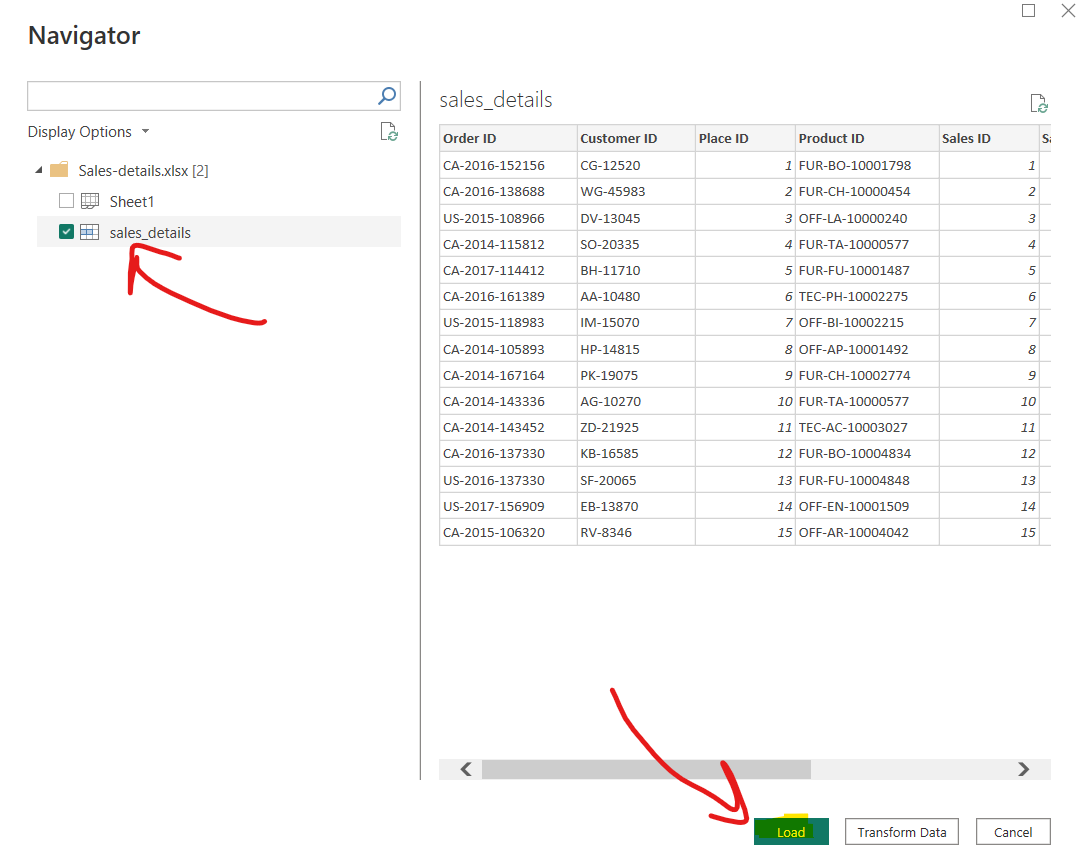 Navigator
Display Options
Sales-details.xlsx [2]
Sheet1
sales_details
sales_details
Order ID Customer ID Place ID Product ID Sales ID
CA-2016-152156 CG-12520 1 FUR-BO-10001798 1
CA-2016-138688 WG-45983 2 FUR-CH-10000454 2
US-2015-108966 DV-13045 3 OFF-LA-10000240 3
CA-2014-115812 SO-20335 4 FUR-TA-10000577 4
CA-2017-114412 BH-11710 5 FUR-FU-10001487 5
CA-2016-161389 AA-10480 6 TEC-PH-10002275 6
US-2015-118983 IM-15070 7 OFF-BI-10002215 7
CA-2014-105893 HP-14815 8 OFF-AP-10001492 8
CA-2014-167164 PK-19075 9 FUR-CH-10002774 9
CA-2014-143336 AG-10270 10 FUR-TA-10000577 10
CA-2014-143452 ZD-21925 11 TEC-AC-10003027 11
CA-2016-137330 KB-16585 12 FUR-BO-10004834 12
US-2016-137330 SF-20065 13 FUR-FU-10004848 13
US-2017-156909 EB-13870 14 OFF-EN-10001509 14
CA-2015-106320 RV-8346 15 OFF-AR-10004042 15
Load Transform Data Cancel